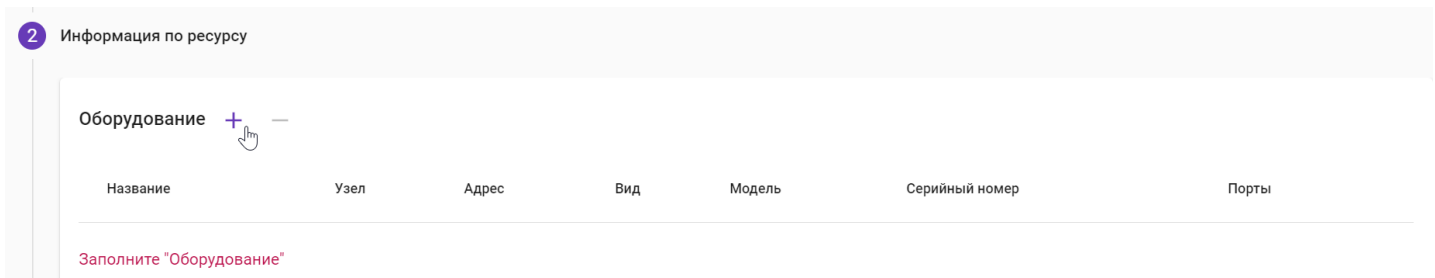 2 Информация по ресурсу
Оборудование + —
Название Узел Адрес Вид Модель Серийный номер Порты
Заполните "Оборудование"